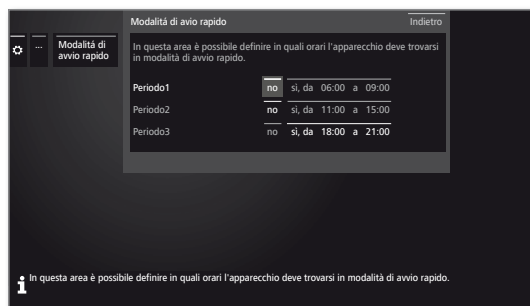 Modalitá di avio rapido Indietro
... Modalitá di
avvio rapido
In questa area è possibile definire in quali orari l'apparecchio deve trovarsi
in modalità di avvio rapido.
Periodo1 no sì, da 06:00 a 09:00
Periodo2 no sì, da 11:00 a 15:00
Periodo3 no sì, da 18:00 a 21:00
i In questa area è possibile definire in quali orari l'apparecchio deve trovarsi in modalità di avvio rapido.